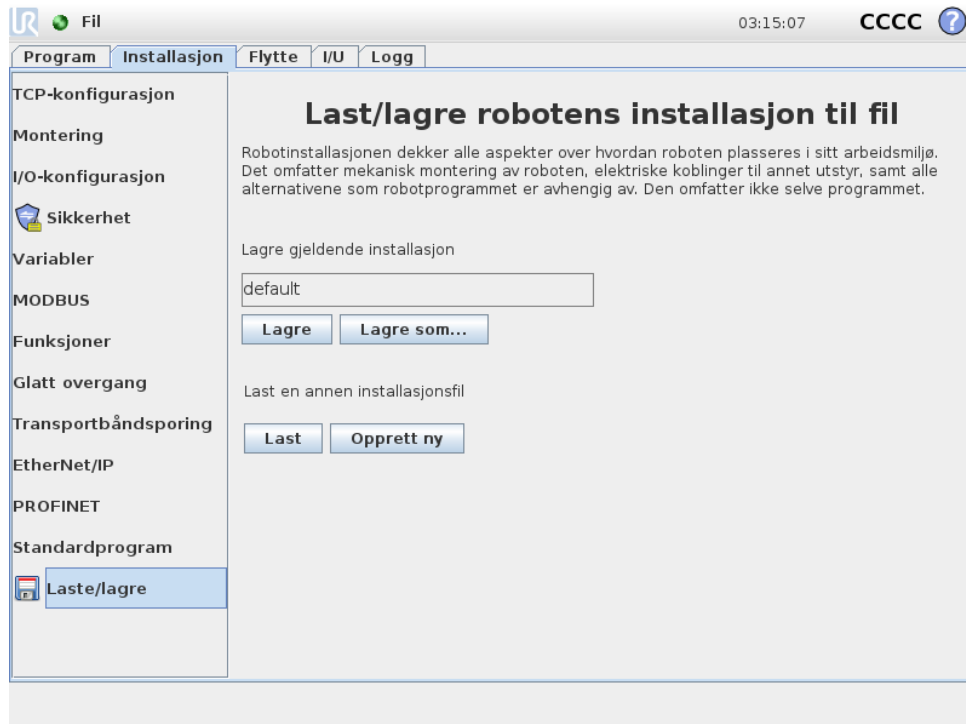 UR Fil 03:15:07 CCCC ?
Program Installasjon Flytte I/U Logg
TCP-konfigurasjon
Montering
I/O-konfigurasjon
Sikkerhet
Variabler
MODBUS
Funksjoner
Glatt overgang
Transportbåndsporing
EtherNet/IP
PROFINET
Standardprogram
Laste/lagre
Last/lagre robotens installasjon til fil
Robotinstallasjonen dekker alle aspekter over hvordan roboten plasseres i sitt arbeidsmiljø.
Det omfatter mekanisk montering av roboten, elektriske koblinger til annet utstyr, samt alle
alternativene som robotprogrammet er avhengig av. Den omfatter ikke selve programmet.
Lagre gjeldende installasjon
default
Lagre Lagre som...
Last en annen installasjonsfil
Last Opprett ny